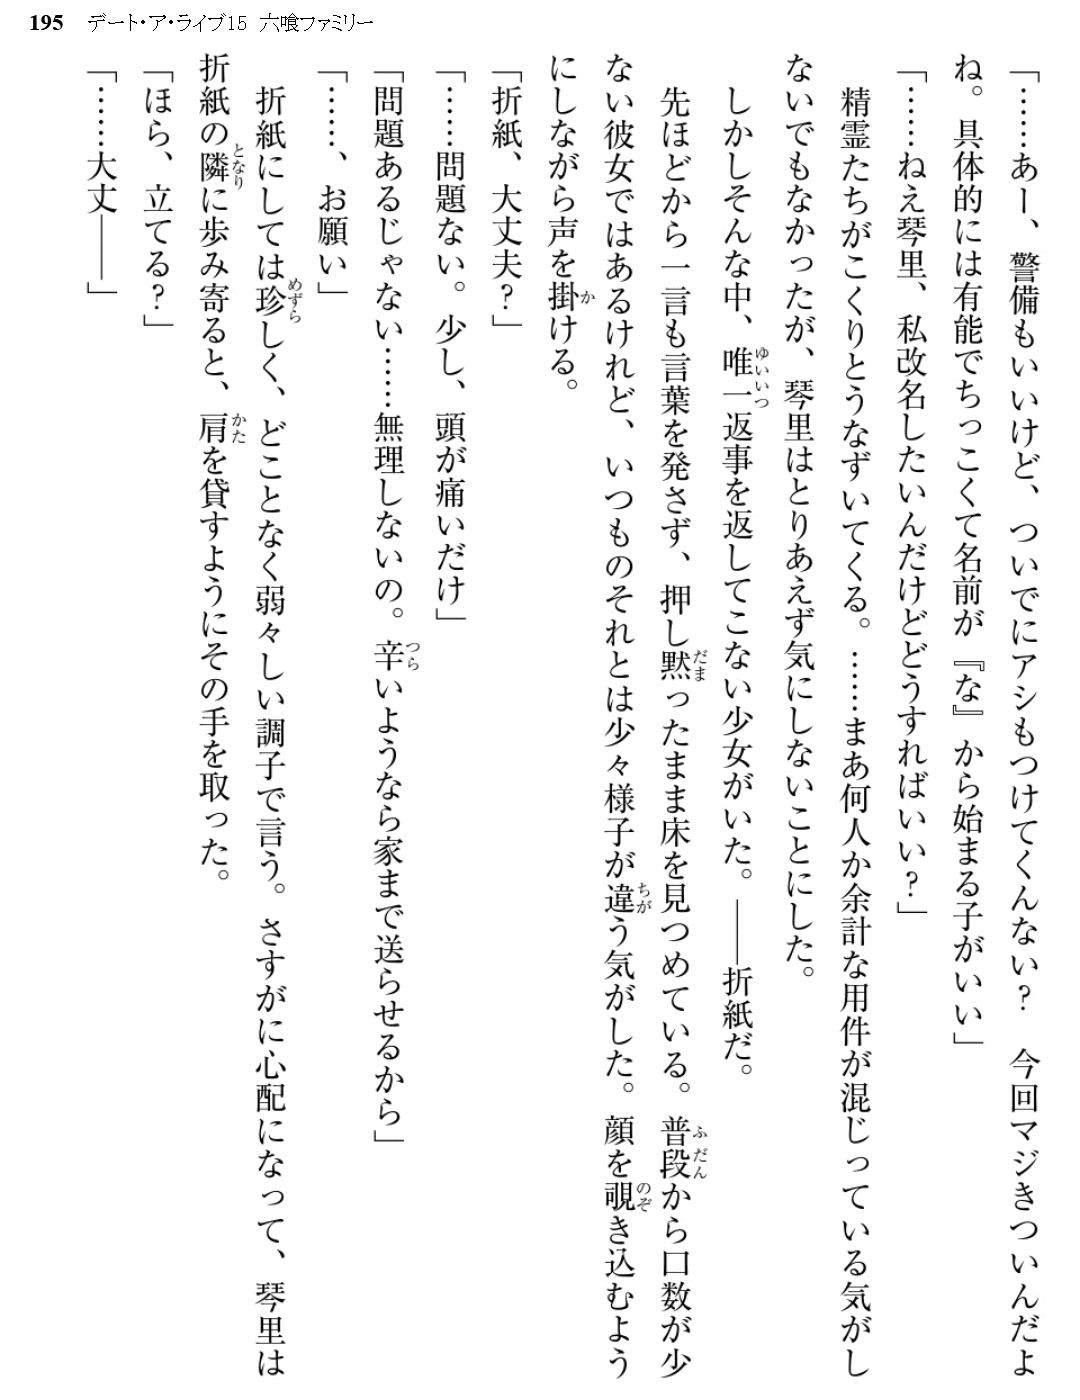 195 デート・ア・ライブ15 六喰ファミリー
「……あー、警備もいいけど、ついでにアシもつけてくんない? 今回マジきついんだよ
ね。具体的には有能でちっこくて名前が『な』から始まる子がいい」
「……ねえ琴里、私改名したいんだけどどうすればいい?」
精霊たちがこくりとうなずいてくる。……まあ何人か余計な用件が混じっている気がし
ないでもなかったが、琴里はとりあえず気にしないことにした。
しかしそんな中、唯一返事を返してこない少女がいた。――折紙だ。
先ほどから一言も言葉を発さず、押し黙ったまま床を見つめている。普段から口数が少
ない彼女ではあるけれど、いつものそれとは少々様子が違う気がした。顔を覗き込むよう
にしながら声を掛ける。
「折紙、大丈夫?」
「……問題ない。少し、頭が痛いだけ」
「問題あるじゃない……無理しないの。辛いようなら家まで送らせるから」
「……、お願い」
折紙にしては珍しく、どことなく弱々しい調子で言う。さすがに心配になって、琴里は
折紙の隣に歩み寄ると、肩を貸すようにその手を取った。
「ほら、立てる?」
「……大丈――」